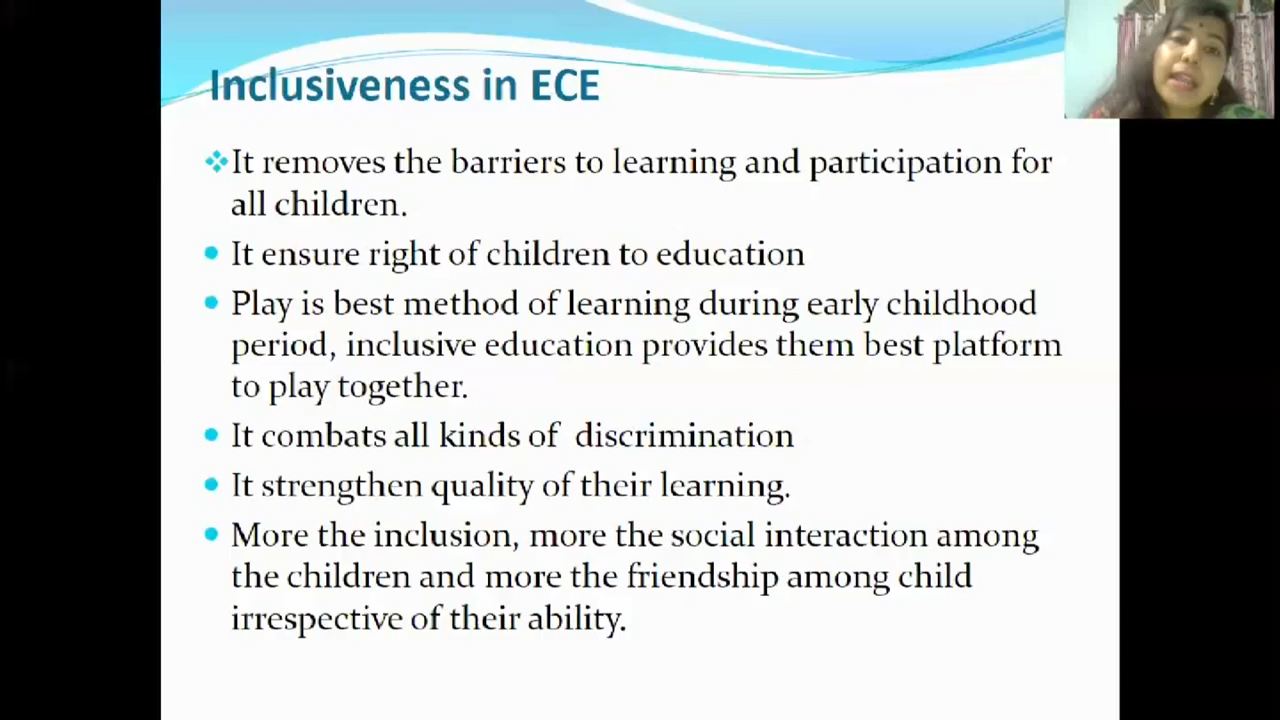 Inclusiveness in ECE
It removes the barriers to learning and participation for
all children.
It ensure right of children to education
Play is best method of learning during early childhood
period, inclusive education provides them best platform
to play together.
It combats all kinds of discrimination
It strengthen quality of their learning.
More the inclusion, more the social interaction among
the children and more the friendship among child
irrespective of their ability.